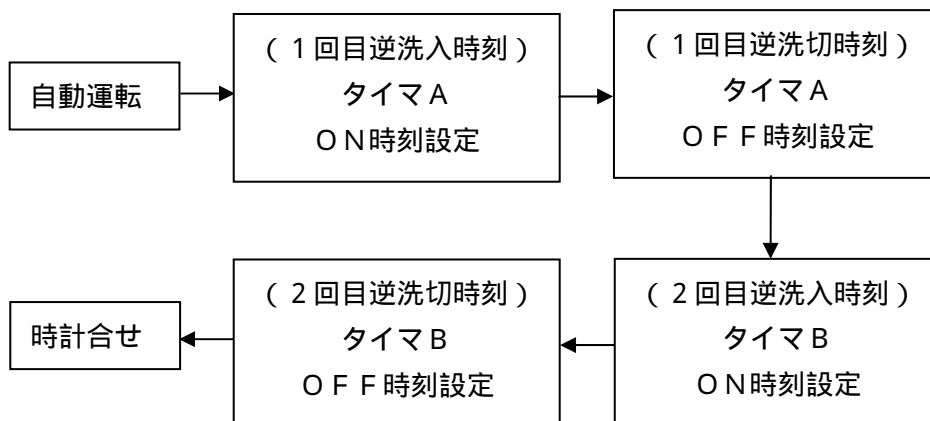 自動運転
（１回目逆洗入時刻）
タイマＡ
ＯＮ時刻設定
（１回目逆洗切時刻）
タイマＡ
ＯＦＦ時刻設定
（２回目逆洗入時刻）
タイマＢ
ＯＮ時刻設定
（２回目逆洗切時刻）
タイマＢ
ＯＦＦ時刻設定
時計合せ